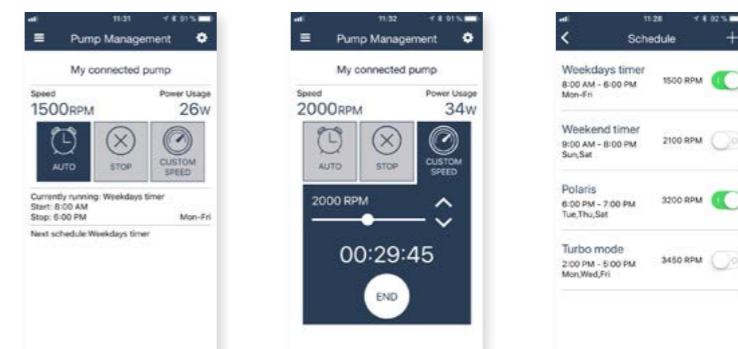 11:31 91 %
Pump Management
My connected pump
Speed Power Usage
1500RPM 26W
AUTO STOP CUSTOM SPEED
Currently running: Weekdays timer
Start: 8:00 AM
Stop: 6:00 PM Mon-Fri
Next schedule:Weekdays timer
11:32 91 %
Pump Management
My connected pump
Speed Power Usage
2000RPM 34W
AUTO STOP CUSTOM SPEED
2000 RPM
00:29:45
END
11:28 92 %
Schedule
Weekdays timer
8:00 AM - 6:00 PM 1500 RPM
Mon-Fri
Weekend timer
9:00 AM - 8:00 PM 2100 RPM
Sun,Sat
Polaris
6:00 PM - 7:00 PM 3200 RPM
Tue,Thu,Sat
Turbo mode
2:00 PM - 5:00 PM 3450 RPM
Mon,Wed,Fri